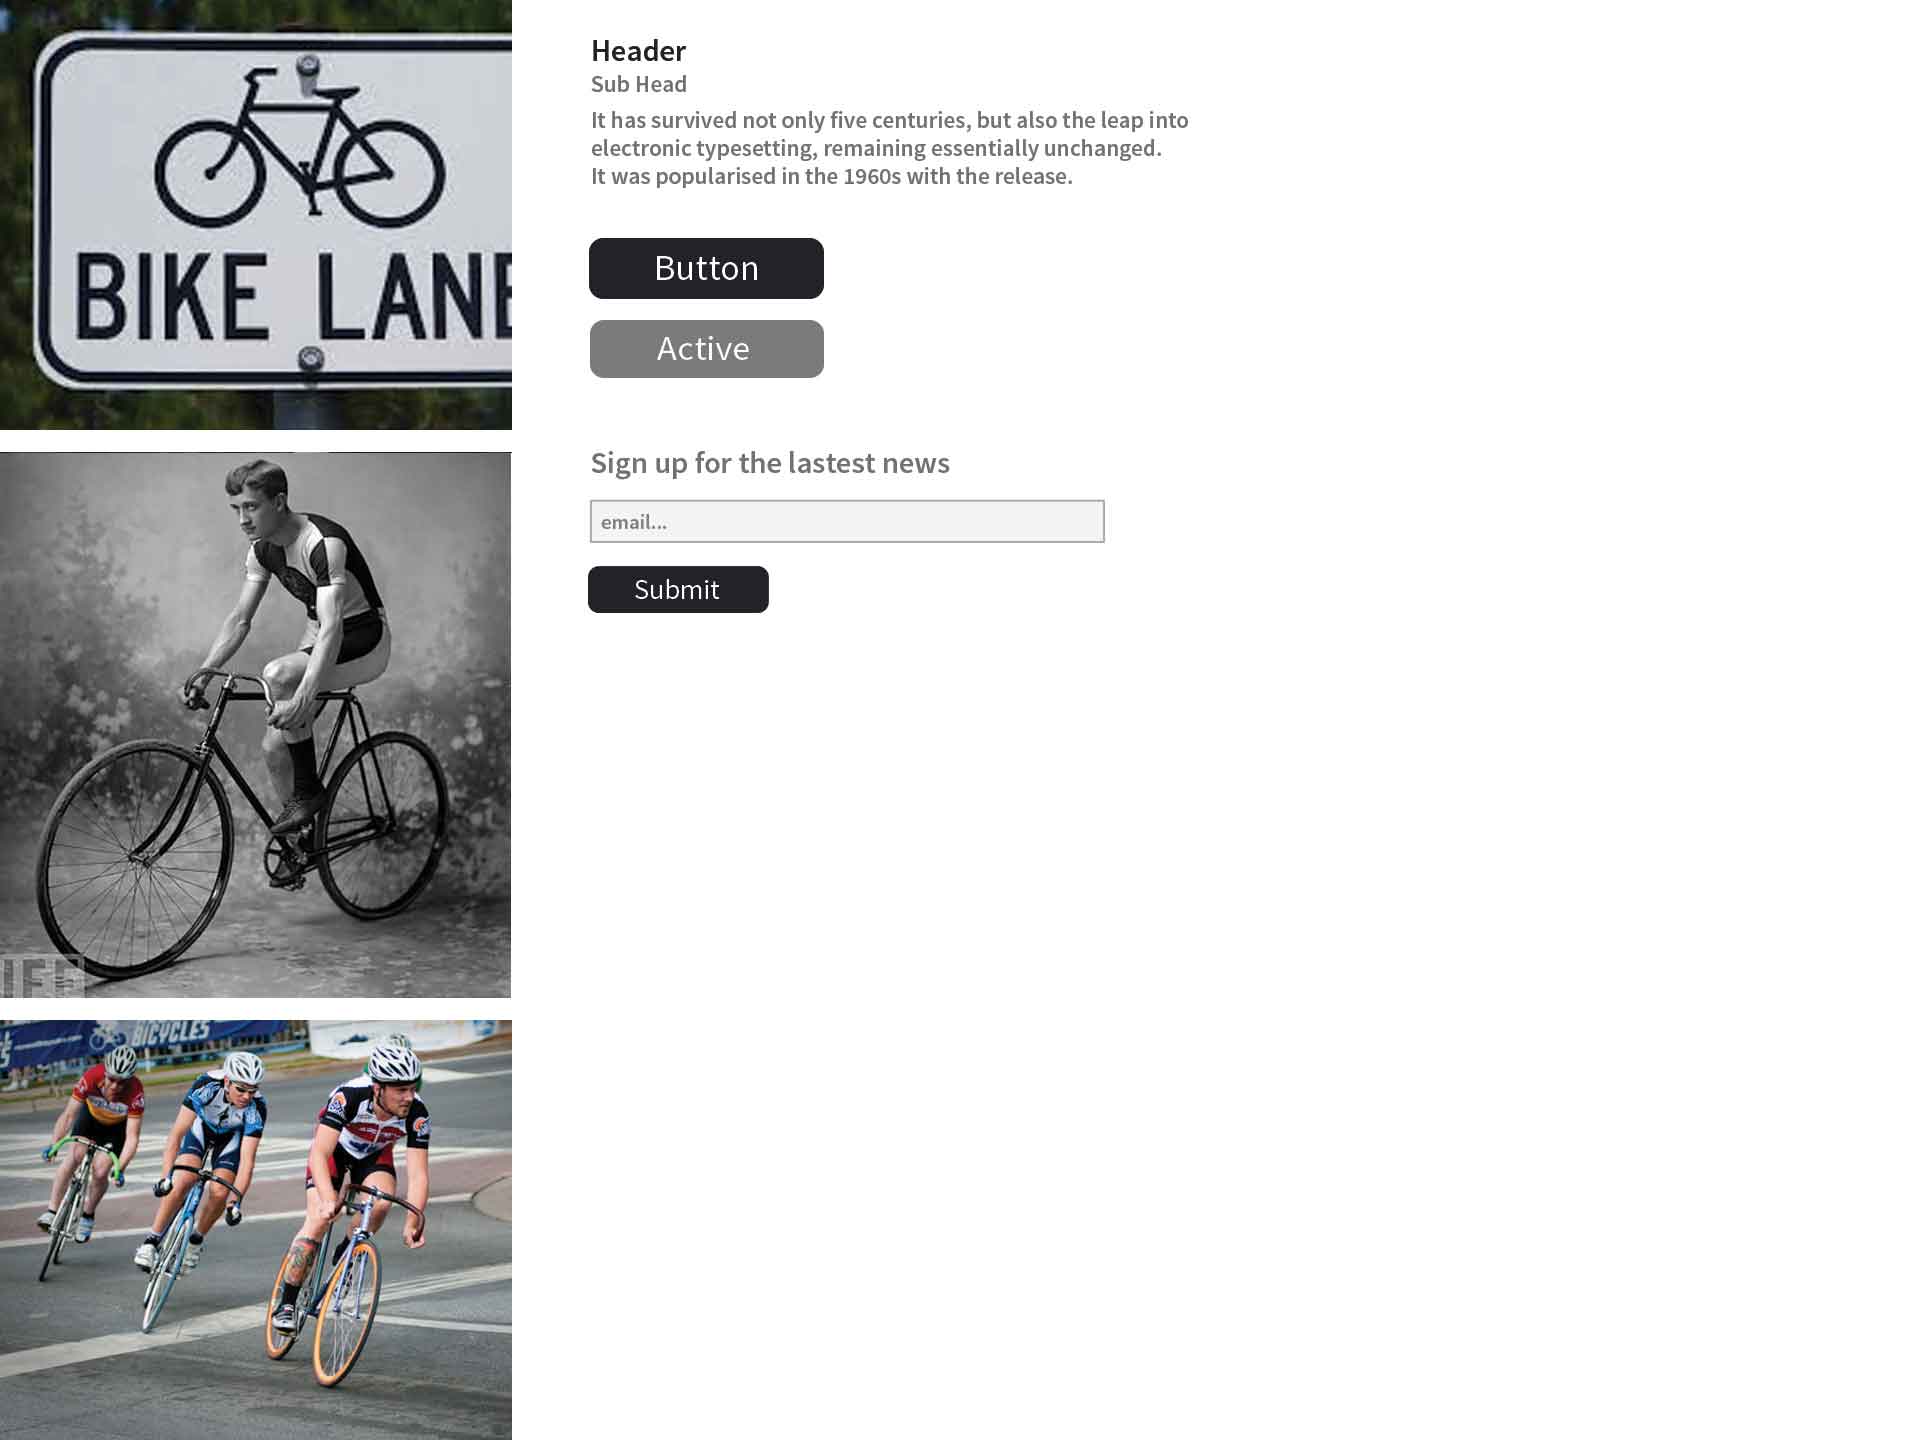 BIKE LANE
Header
Sub Head
It has survived not only five centuries, but also the leap into
electronic typesetting, remaining essentially unchanged.
It was popularised in the 1960s with the release.
Button
Active
Sign up for the lastest news
email...
Submit
BICYCLES